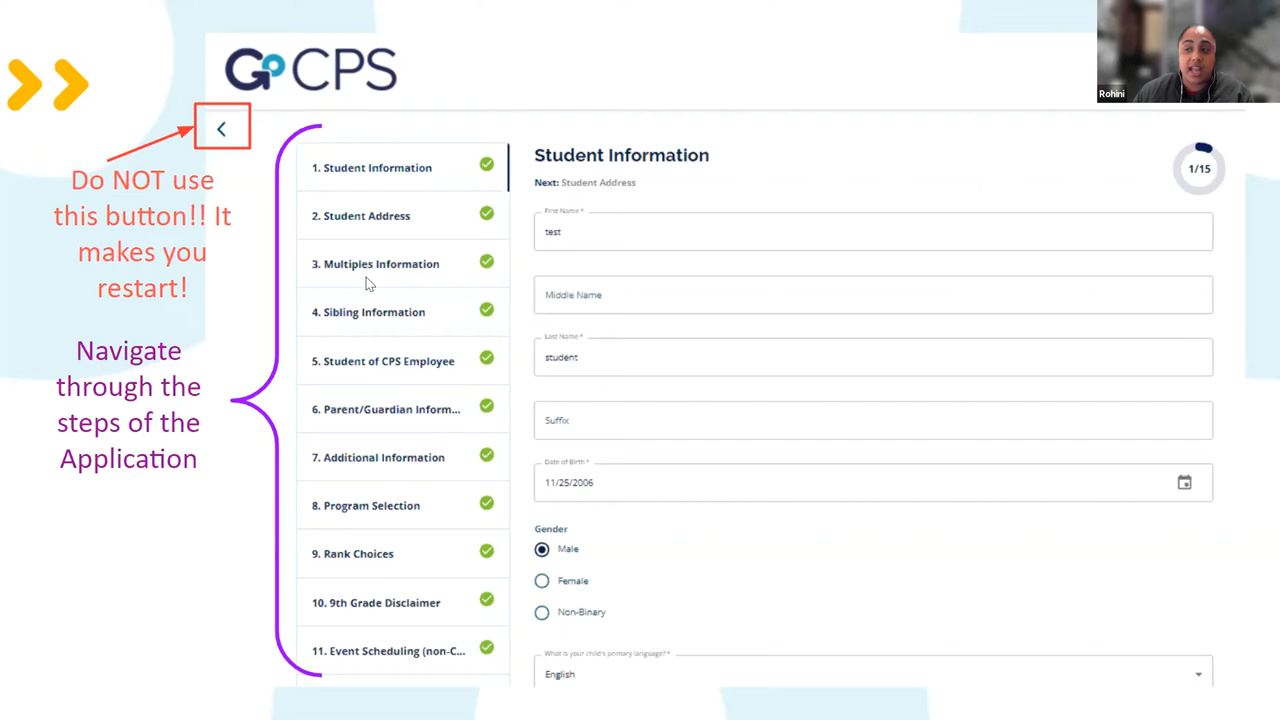 GoCPS
Rohini
Do NOT use
this button!! It
makes you
restart!
Navigate
through the
steps of the
Application
1. Student Information
2. Student Address
3. Multiples Information
4. Sibling Information
5. Student of CPS Employee
6. Parent/Guardian Inform...
7. Additional Information
8. Program Selection
9. Rank Choices
10. 9th Grade Disclaimer
11. Event Scheduling (non-C...
Student Information
Next: Student Address
1/15
First Name *
test
Middle Name
Last Name *
student
Suffix
Date of Birth *
11/25/2006
Gender
Male
Female
Non-Binary
What is your child's primary language? *
English